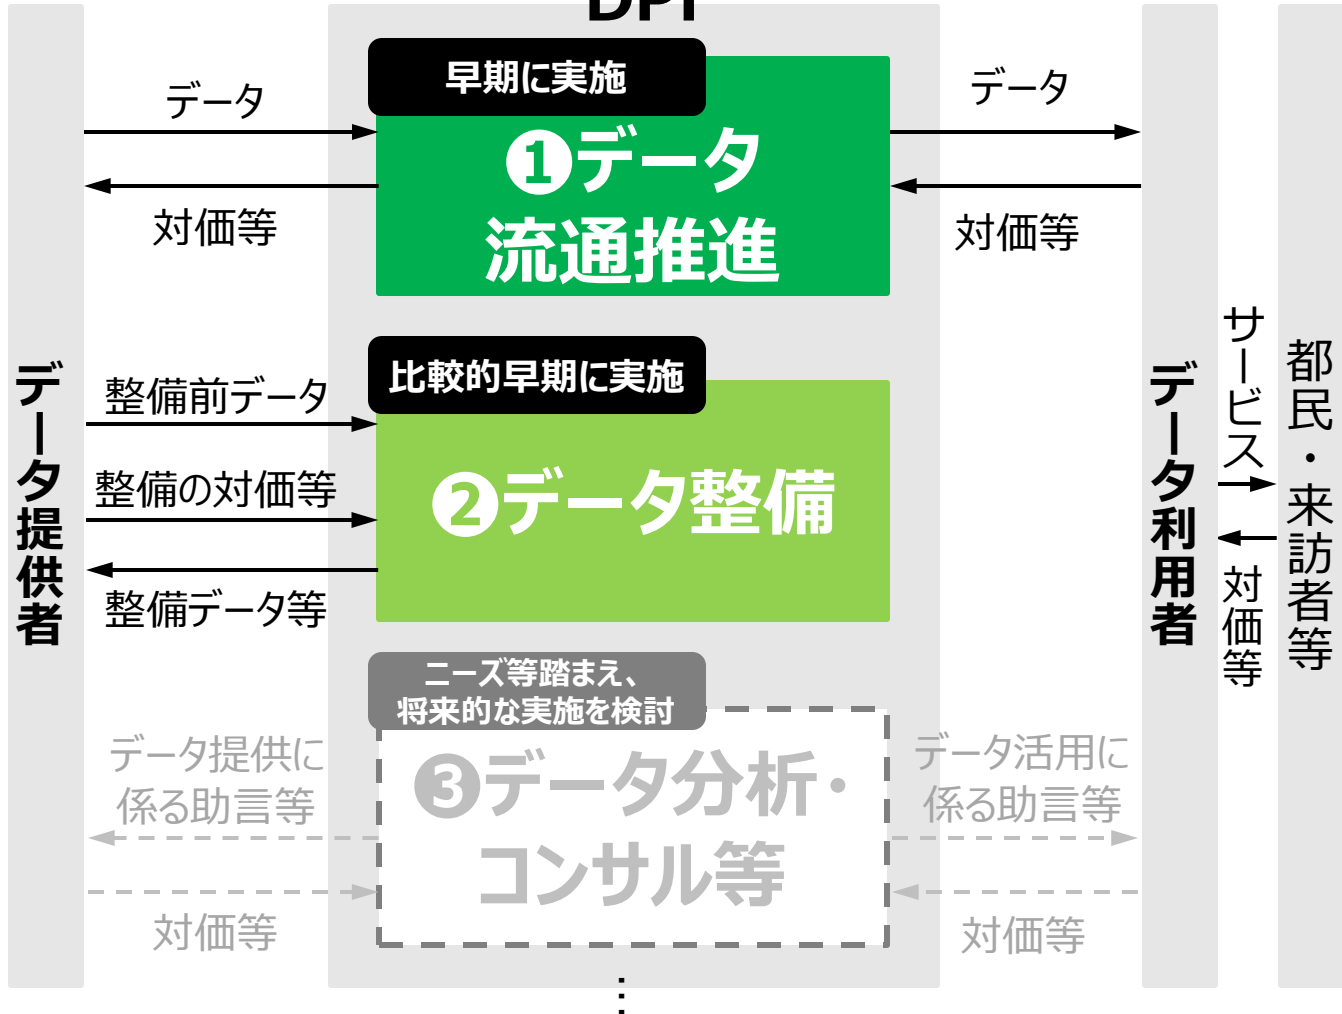 DPF
早期に実施
データ
データ
❶データ
流通推進
対価等
対価等
比較的早期に実施
整備前データ
整備の対価等
❷データ整備
整備データ等
データ提供者
データ利用者
サービス
対価等
都民・来訪者等
ニーズ等踏まえ、
将来的な実施を検討
データ提供に
係る助言等
❸データ分析・
コンサル等
データ活用に
係る助言等
対価等
対価等
⋮